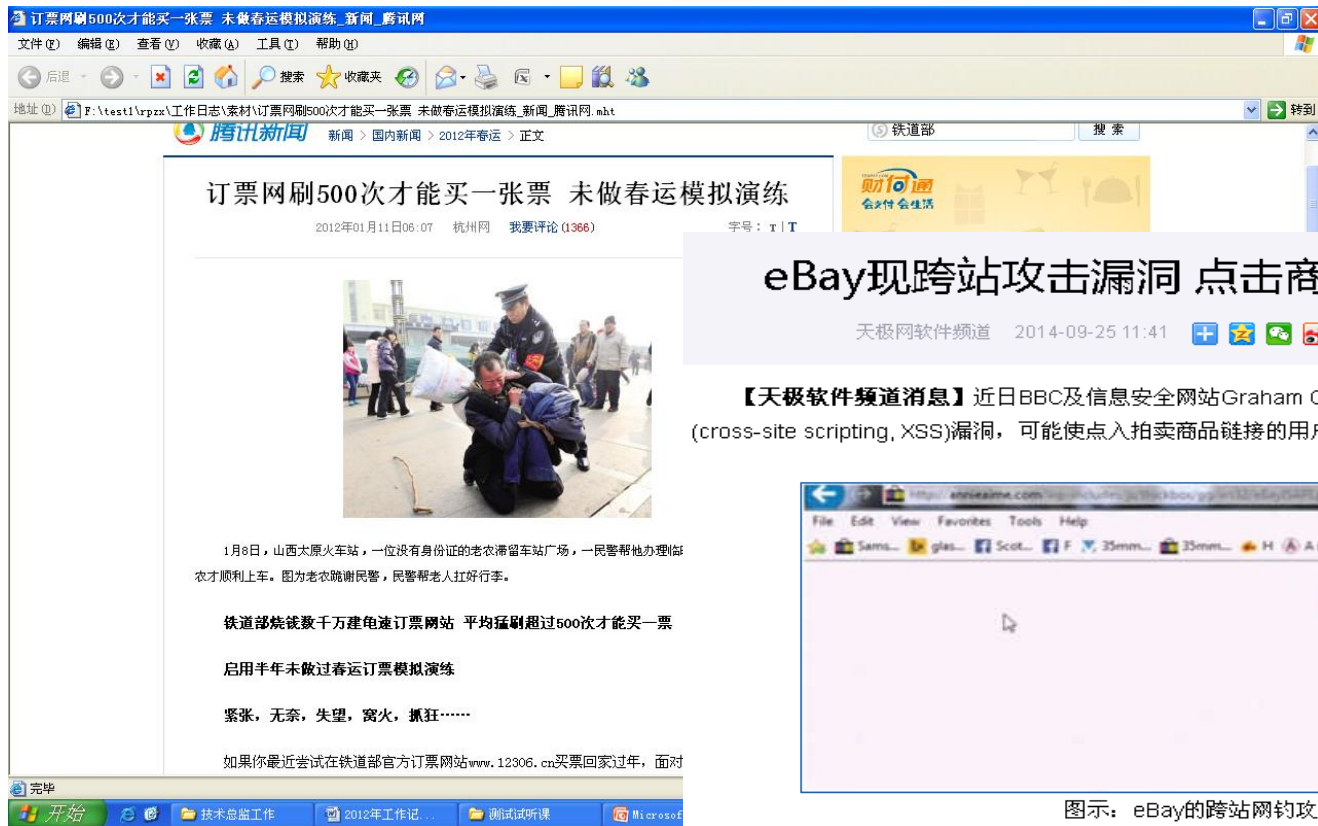 订票网刷500次才能买一张票 未做春运模拟演练_新闻_腾讯网
文件(F) 编辑(E) 查看(V) 收藏(A) 工具(T) 帮助(H)
后退 搜索 收藏夹
地址(D) F:\test1\rpzx\工作日志\素材\订票网刷500次才能买一张票 未做春运模拟演练_新闻_腾讯网.mht 转到
腾讯新闻 新闻 > 国内新闻 > 2012年春运 > 正文
铁道部 搜 索
财付通
会支付 会生活
订票网刷500次才能买一张票 未做春运模拟演练
2012年01月11日06:07 杭州网 我要评论(1366) 字号: T | T
1月8日，山西太原火车站，一位没有身份证的老农滞留车站广场，一民警帮他办理临
农才顺利上车。图为老农跪谢民警，民警帮老人扛好行李。
铁道部烧钱数千万建龟速订票网站 平均猛刷超过500次才能买一票
启用半年未做过春运订票模拟演练
紧张，无奈，失望，窝火，抓狂……
如果你最近尝试在铁道部官方订票网站www.12306.cn买票回家过年，面对
完毕
开始 技术总监工作 2012年工作记... 测试试听课 Microsof
eBay现跨站攻击漏洞 点击商
天极网软件频道 2014-09-25 11:41
【天极软件频道消息】近日BBC及信息安全网站Graham C
(cross-site scripting, XSS)漏洞，可能使点入拍卖商品链接的用户
File Edit View Favorites Tools Help
Sams... glas... Scot... F 35mm... 35mm... H A
图示：eBay的跨站网钓攻